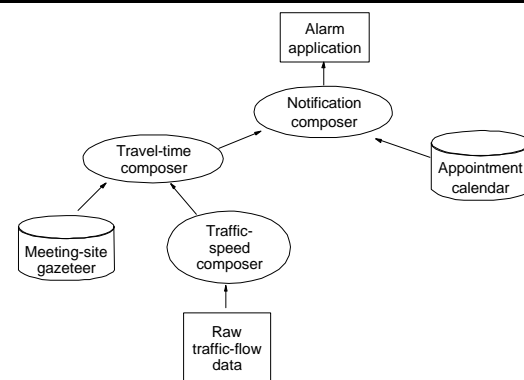 Alarm
application
Notification
composer
Travel-time
composer
Appointment
calendar
Meeting-site
gazeteer
Traffic-
speed
composer
Raw
traffic-flow
data